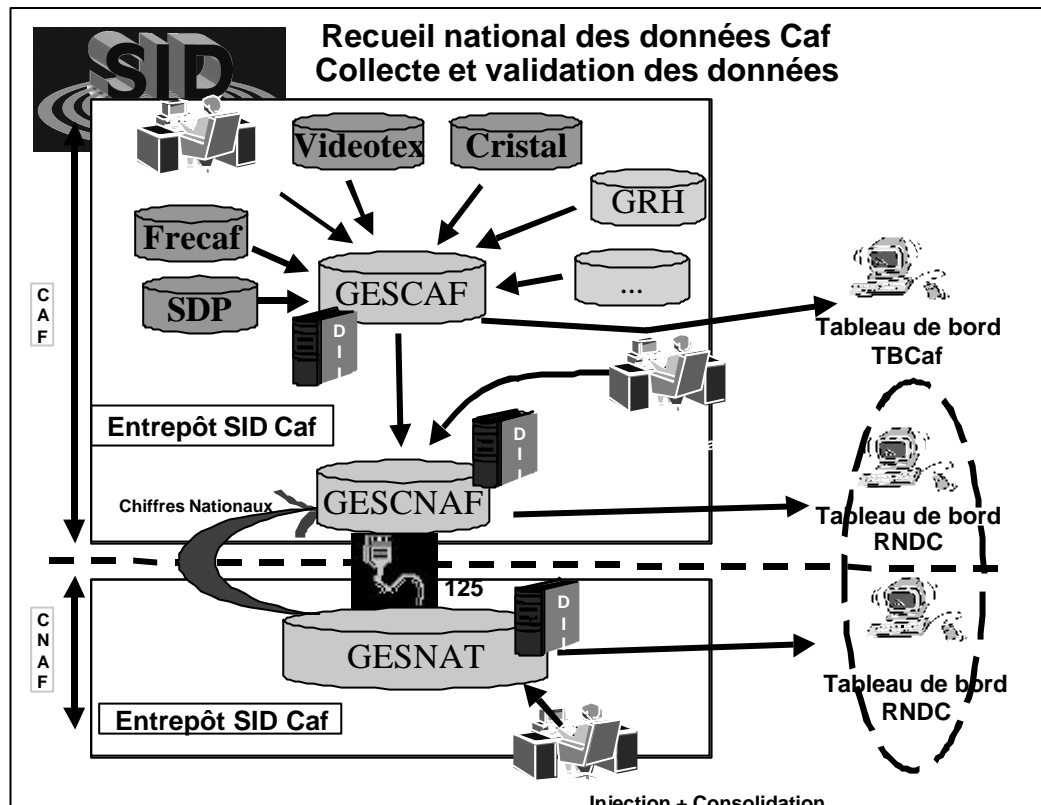 SID
Recueil national des données Caf
Collecte et validation des données
Videotex
Cristal
GRH
Frecaf
GESCAF
...
SDP
C
A
F
D
I
I
Tableau de bord
TBCaf
Entrepôt SID Caf
D
I
I
Chiffres Nationaux
GESCNAF
Tableau de bord
RNDC
125
C
N
A
F
D
I
I
GESNAT
Tableau de bord
RNDC
Entrepôt SID Caf
Injection + Consolidation